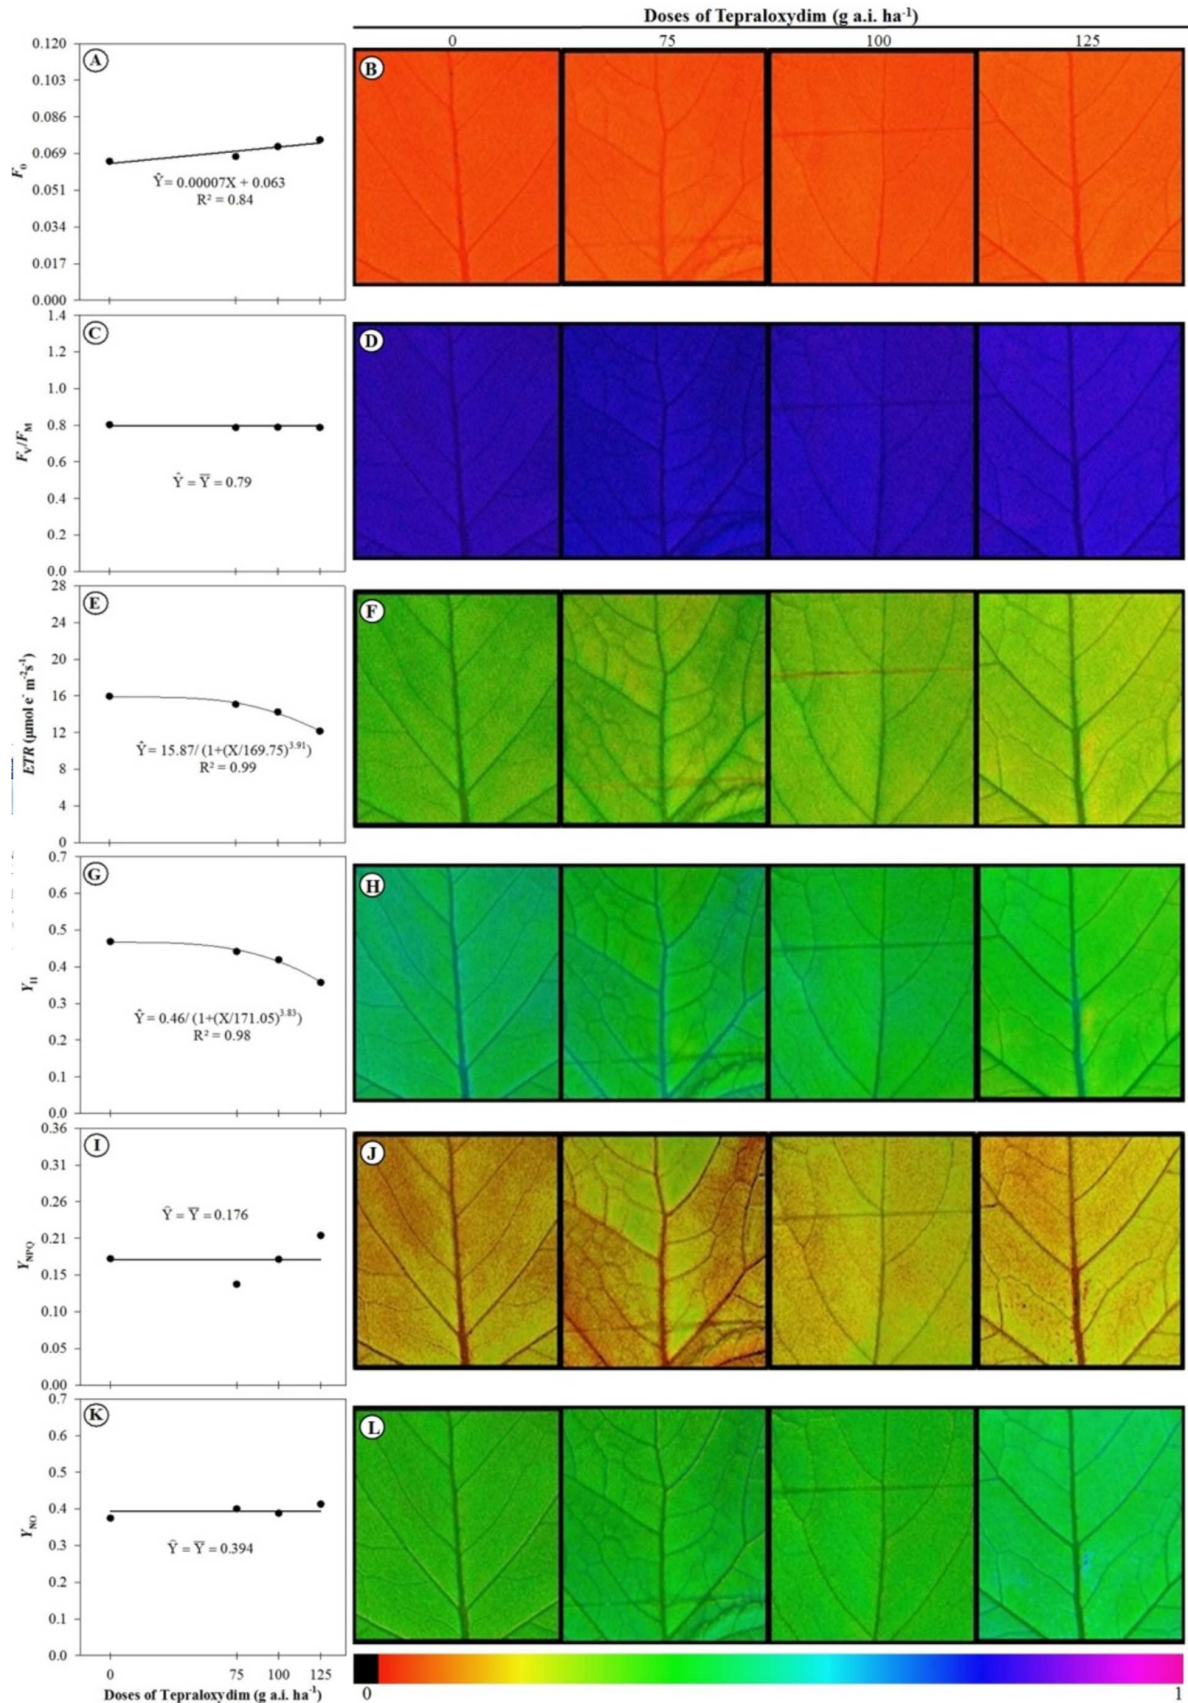 Doses of Tepraloxydim (g a.i. ha⁻¹)
0 75 100 125
A
0.120
0.103
0.086
0.069
0.051
0.034
0.017
0.000
F₀
Ŷ = 0.00007X + 0.063
R² = 0.84
B
C
1.4
1.2
1.0
0.8
0.6
0.4
0.2
0.0
F_V/F_M
Ŷ = Ȳ = 0.79
D
E
28
24
20
16
12
8
4
0
ETR (µmol e⁻ m⁻²s⁻¹)
Ŷ = 15.87/ (1+(X/169.75)³·⁹¹)
R² = 0.99
F
G
0.7
0.6
0.5
0.4
0.3
0.2
0.1
0.0
Y_II
Ŷ = 0.46/ (1+(X/171.05)³·⁸³)
R² = 0.98
H
I
0.36
0.31
0.26
0.21
0.15
0.10
0.05
0.00
Y_NPQ
Ŷ = Ȳ = 0.176
J
K
0.7
0.6
0.5
0.4
0.3
0.2
0.1
0.0
Y_NO
Ŷ = Ȳ = 0.394
L
0 75 100 125
Doses of Tepraloxydim (g a.i. ha⁻¹)
0 1